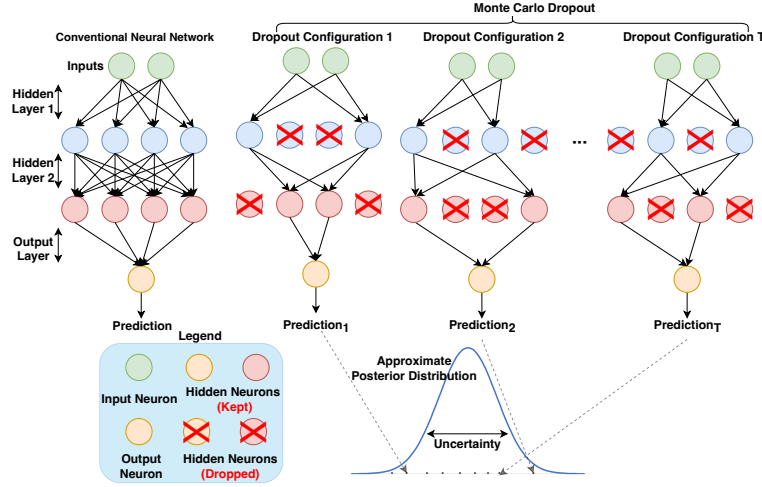 Monte Carlo Dropout
Conventional Neural Network
Dropout Configuration 1
Dropout Configuration 2
Dropout Configuration T
Inputs
Hidden
Layer 1
...
Hidden
Layer 2
Output
Layer
Prediction
Prediction1
Prediction2
PredictionT
Legend
Input Neuron
Hidden Neurons
(Kept)
Output
Neuron
Hidden Neurons
(Dropped)
Approximate
Posterior Distribution
Uncertainty